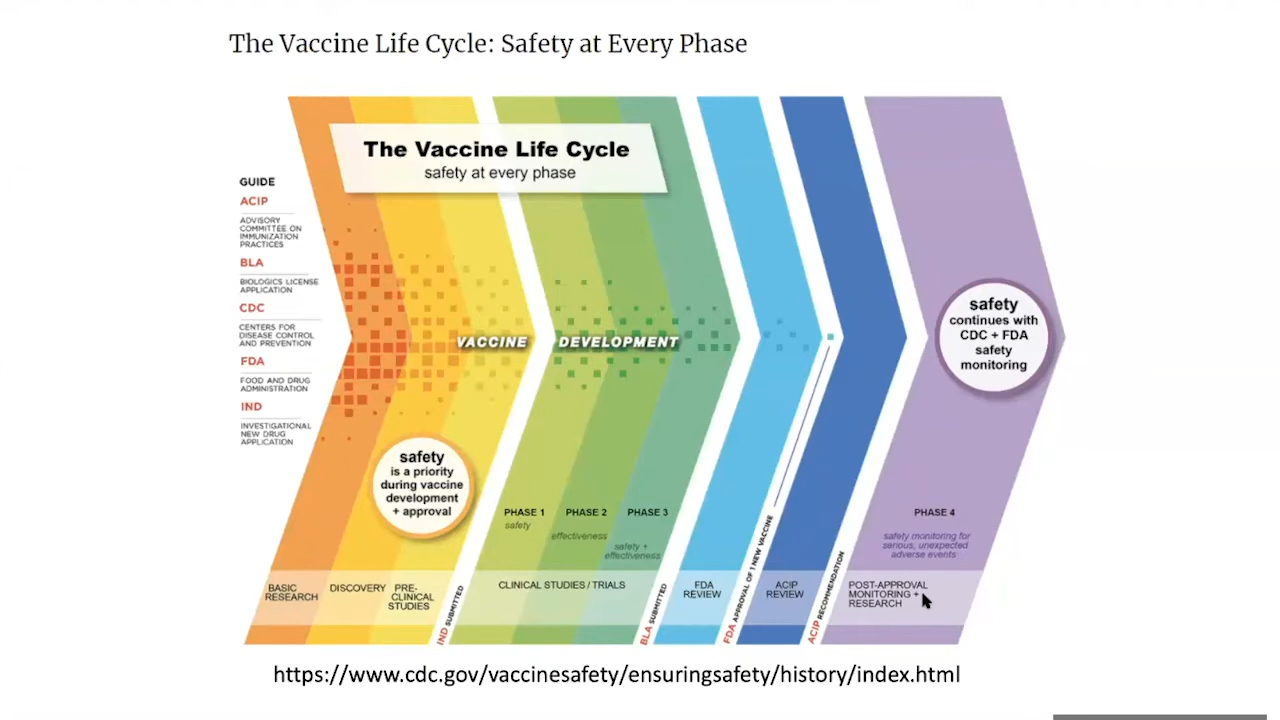 The Vaccine Life Cycle: Safety at Every Phase
The Vaccine Life Cycle
safety at every phase
GUIDE
ACIP
ADVISORY
COMMITTEE ON
IMMUNIZATION
PRACTICES
BLA
BIOLOGICS LICENSE
APPLICATION
CDC
CENTERS FOR
DISEASE CONTROL
AND PREVENTION
FDA
FOOD AND DRUG
ADMINISTRATION
IND
INVESTIGATIONAL
NEW DRUG
APPLICATION
VACCINE DEVELOPMENT
safety
continues with
CDC + FDA
safety
monitoring
safety
is a priority
during vaccine
development
+ approval
PHASE 1
safety
PHASE 2
effectiveness
PHASE 3
safety +
effectiveness
PHASE 4
safety monitoring for
serious, unexpected
adverse events
BASIC
RESEARCH
DISCOVERY
PRE-
CLINICAL
STUDIES
IND SUBMITTED
CLINICAL STUDIES / TRIALS
BLA SUBMITTED
FDA
REVIEW
FDA APPROVAL OF 1 NEW VACCINE
ACIP
REVIEW
ACIP RECOMMENDATION
POST-APPROVAL
MONITORING +
RESEARCH
https://www.cdc.gov/vaccinesafety/ensuringsafety/history/index.html